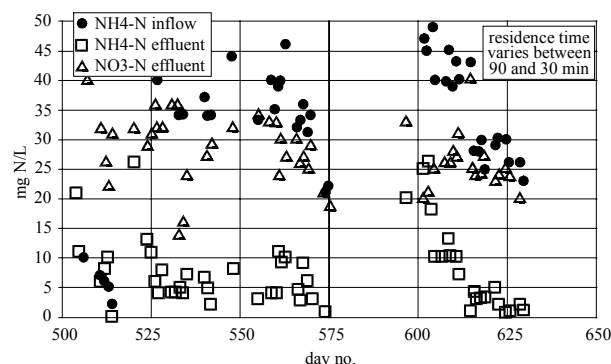 NH4-N inflow
NH4-N effluent
NO3-N effluent
residence time
varies between
90 and 30 min
mg N/L
50
45
40
35
30
25
20
15
10
5
0
500 525 550 575 600 625 650
day no.